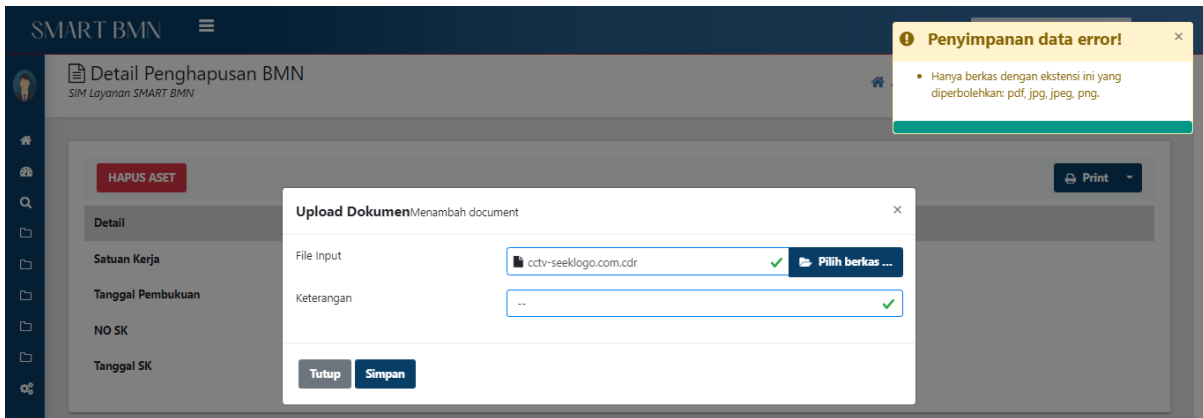 SMART BMN
Penyimpanan data error!
Hanya berkas dengan ekstensi ini yang
diperbolehkan: pdf, jpg, jpeg, png.
Detail Penghapusan BMN
SIM Layanan SMART BMN
HAPUS ASET
Print
Detail
Satuan Kerja
Tanggal Pembukuan
NO SK
Tanggal SK
Upload Dokumen Menambah document
File Input
cctv-seeklogo.com.cdr
Pilih berkas ...
Keterangan
--
Tutup
Simpan